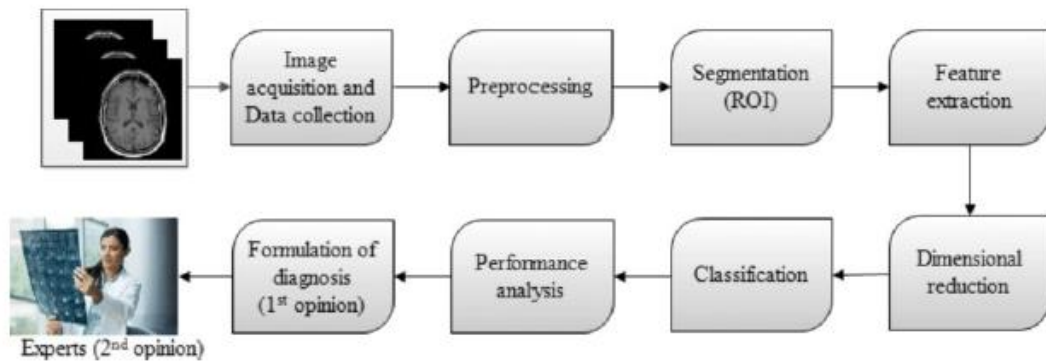 Image
acquisition and
Data collection
Preprocessing
Segmentation
(ROI)
Feature
extraction
Dimensional
reduction
Classification
Performance
analysis
Formulation of
diagnosis
(1st opinion)
Experts (2nd opinion)